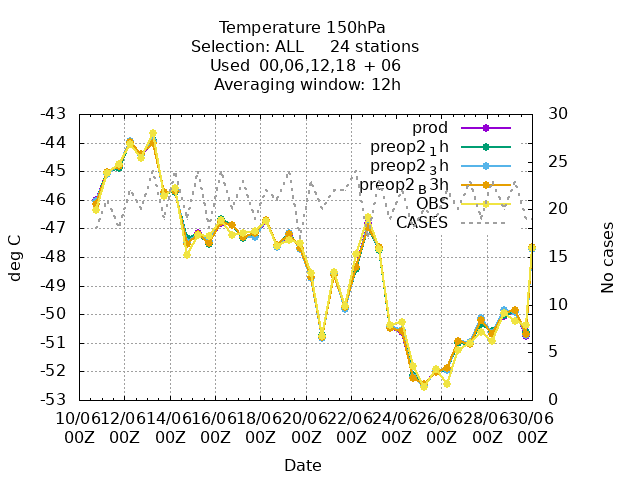 Temperature 150hPa
Selection: ALL 24 stations
Used 00,06,12,18 + 06
Averaging window: 12h
-43 30
prod
-44
preop2 1h
-45 25
preop2 3h
preop2 B3h
-46 20
OBS
CASES
-47
-48 15
deg C
No cases
-49
-50 10
-51
5
-52
-53 0
10/06 12/06 14/06 16/06 18/06 20/06 22/06 24/06 26/06 28/06 30/06
00Z 00Z 00Z 00Z 00Z 00Z 00Z 00Z 00Z 00Z 00Z
Date